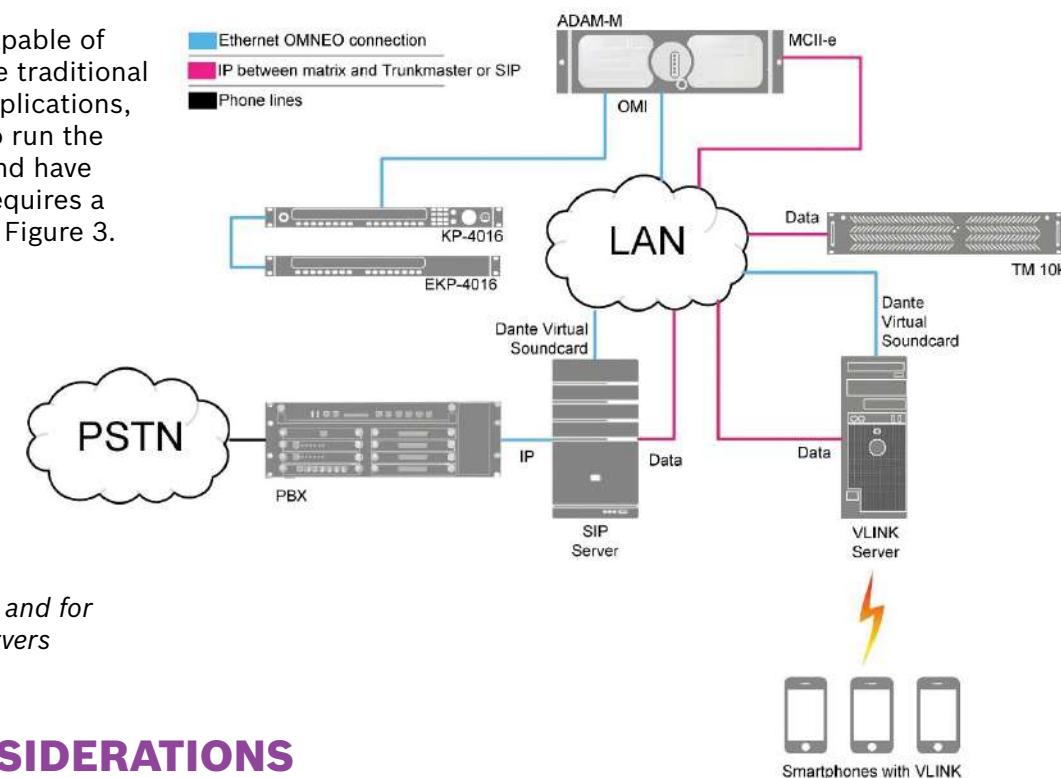 pable of
e traditional
plications,
o run the
nd have
equires a
Figure 3.
Ethernet OMNEO connection
IP between matrix and Trunkmaster or SIP
Phone lines
ADAM-M
MCII-e
OMI
KP-4016
EKP-4016
LAN
Data
TM 10k
Dante Virtual
Soundcard
Dante
Virtual
Soundcard
PSTN
PBX
IP
Data
SIP
Server
Data
VLINK
Server
and for
vers
SIDERATIONS
Smartphones with VLINK